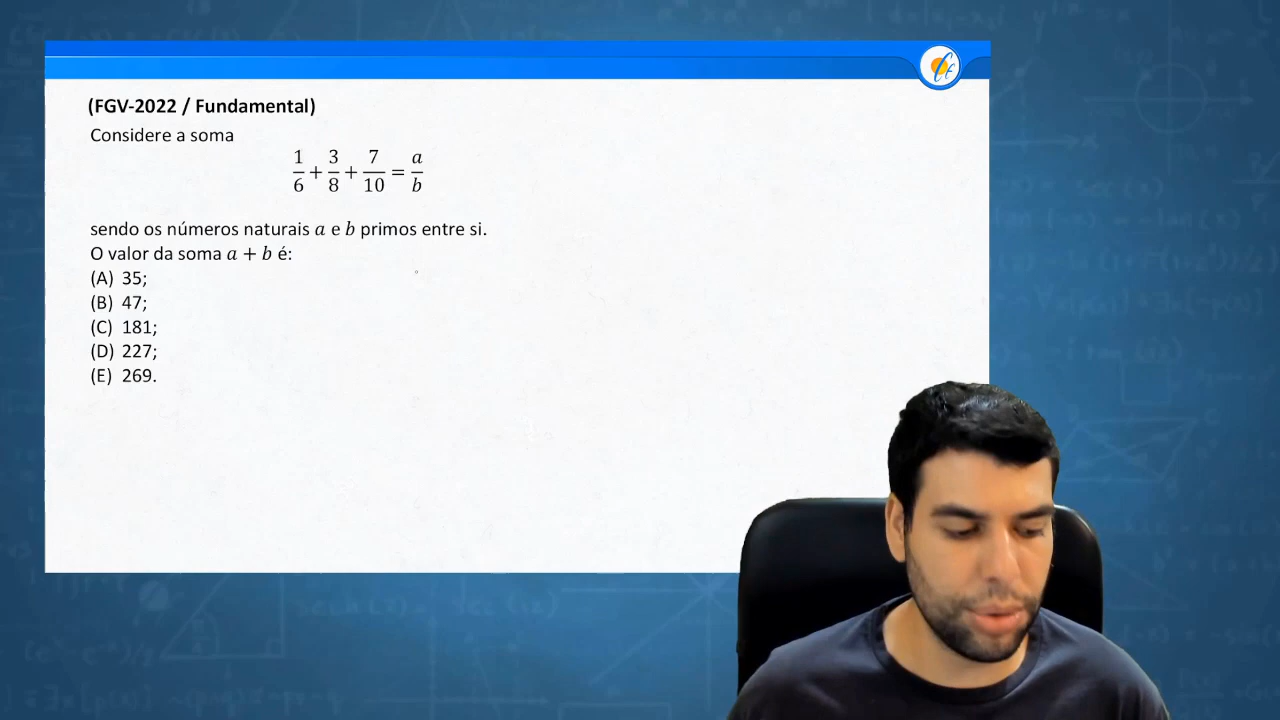 (FGV-2022 / Fundamental)
Considere a soma
1/6 + 3/8 + 7/10 = a/b
sendo os números naturais a e b primos entre si.
O valor da soma a + b é:
(A) 35;
(B) 47;
(C) 181;
(D) 227;
(E) 269.